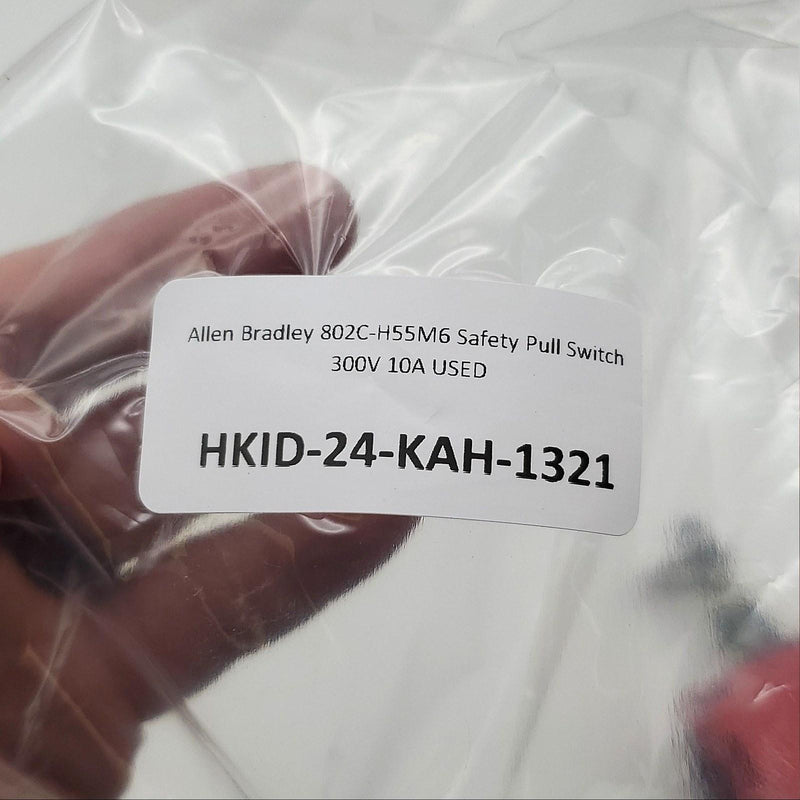 Allen Bradley 802C-H55M6 Safety Pull Switch
300V 10A USED
HKID-24-KAH-1321